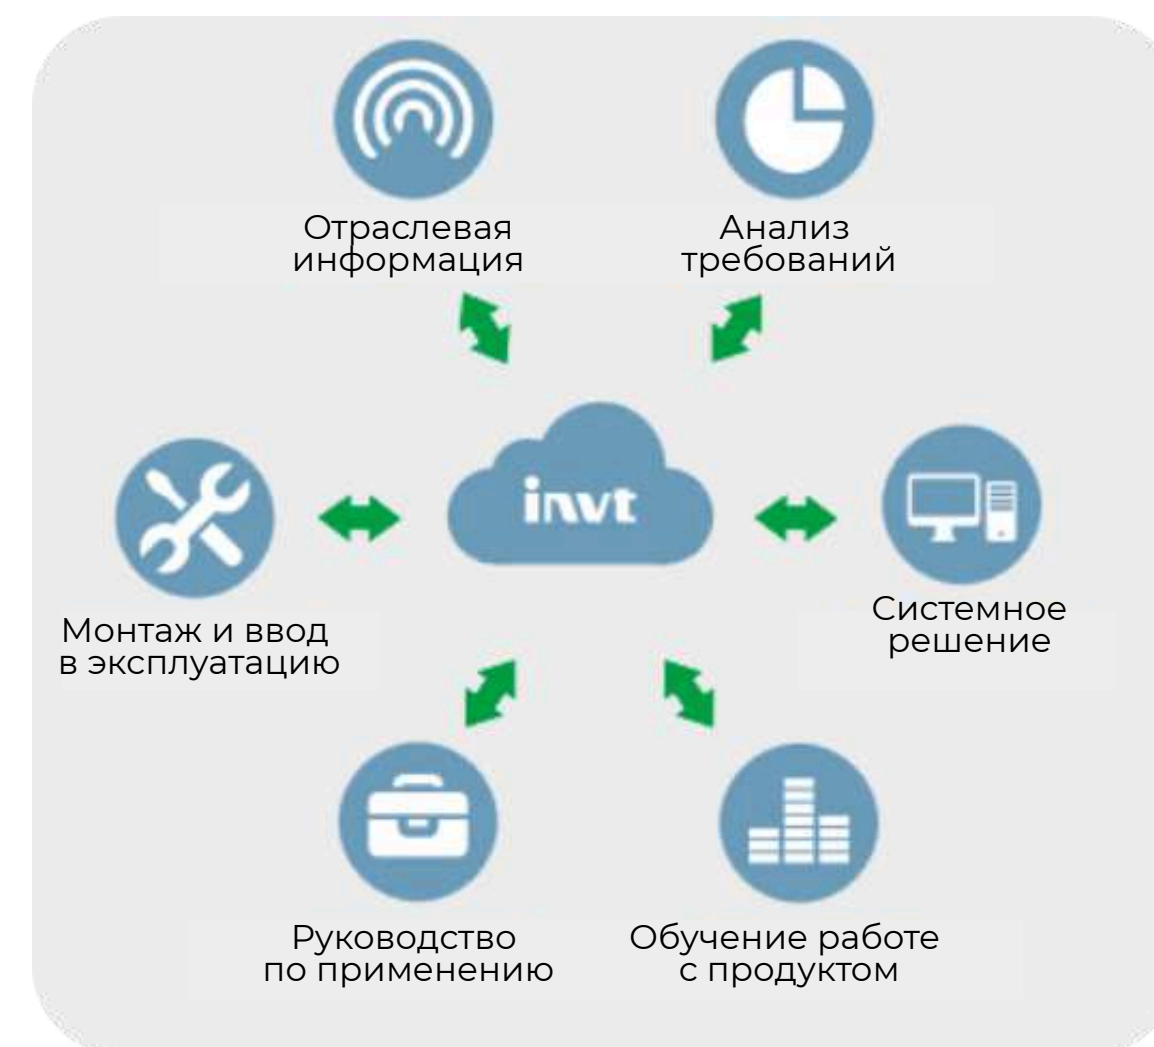 Отраслевая
информация
Анализ
требований
invt
Монтаж и ввод
в эксплуатацию
Системное
решение
Руководство
по применению
Обучение работе
с продуктом